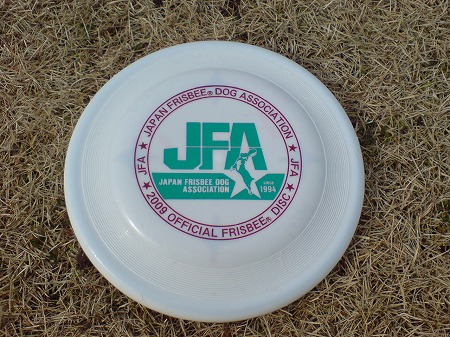 ★ JAPAN FRISBEE® DOG ASSOCIATION ★
JFA
JFA
JFA
JAPAN FRISBEE DOG
ASSOCIATION
SINCE
1994
★ 2009 OFFICIAL FRISBEE® DISC ★